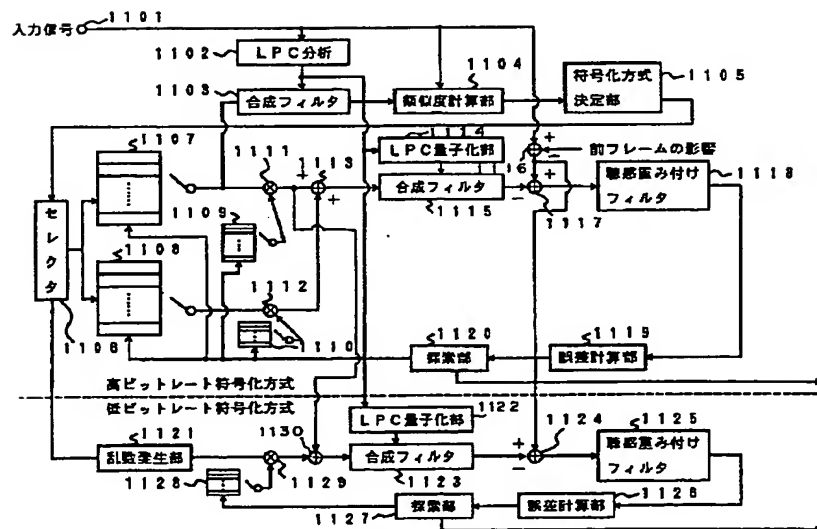 1101
入力信号
1102
LPC分析
1103
合成フィルタ
1104
類似度計算部
符号化方式
決定部
1105
1107
1111
1113
+
+
1114
LPC量子化部
1116
+
−
前フレームの影響
+
−
1117
合成フィルタ
1115
聴感重み付け
フィルタ
1118
1109
セレクタ
1106
1108
1112
1110
1120
探索部
1119
誤差計算部
高ビットレート符号化方式
低ビットレート符号化方式
1121
乱数発生部
1130
1122
LPC量子化部
1124
+
−
1125
聴感重み付け
フィルタ
合成フィルタ
1123
1128
1129
1127
探索部
誤差計算部
1126